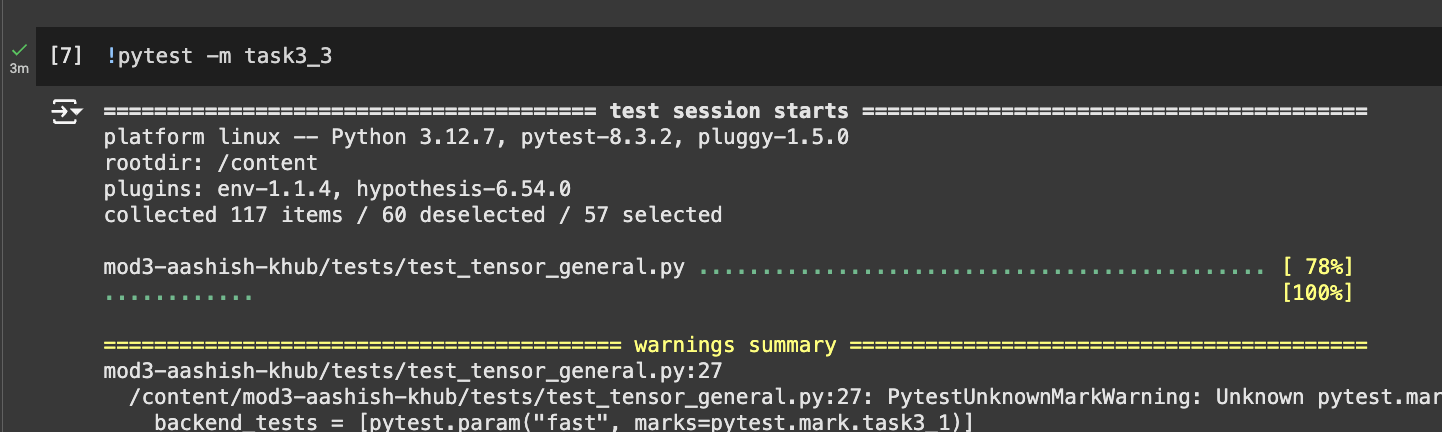 [7] !pytest -m task3_3
3m
======================================= test session starts ========================================
platform linux -- Python 3.12.7, pytest-8.3.2, pluggy-1.5.0
rootdir: /content
plugins: env-1.1.4, hypothesis-6.54.0
collected 117 items / 60 deselected / 57 selected

mod3-aashish-khub/tests/test_tensor_general.py ............................................. [ 78%]
............ [100%]

========================================= warnings summary =========================================
mod3-aashish-khub/tests/test_tensor_general.py:27
/content/mod3-aashish-khub/tests/test_tensor_general.py:27: PytestUnknownMarkWarning: Unknown pytest.mar
backend_tests = [pytest.param("fast", marks=pytest.mark.task3_1)]